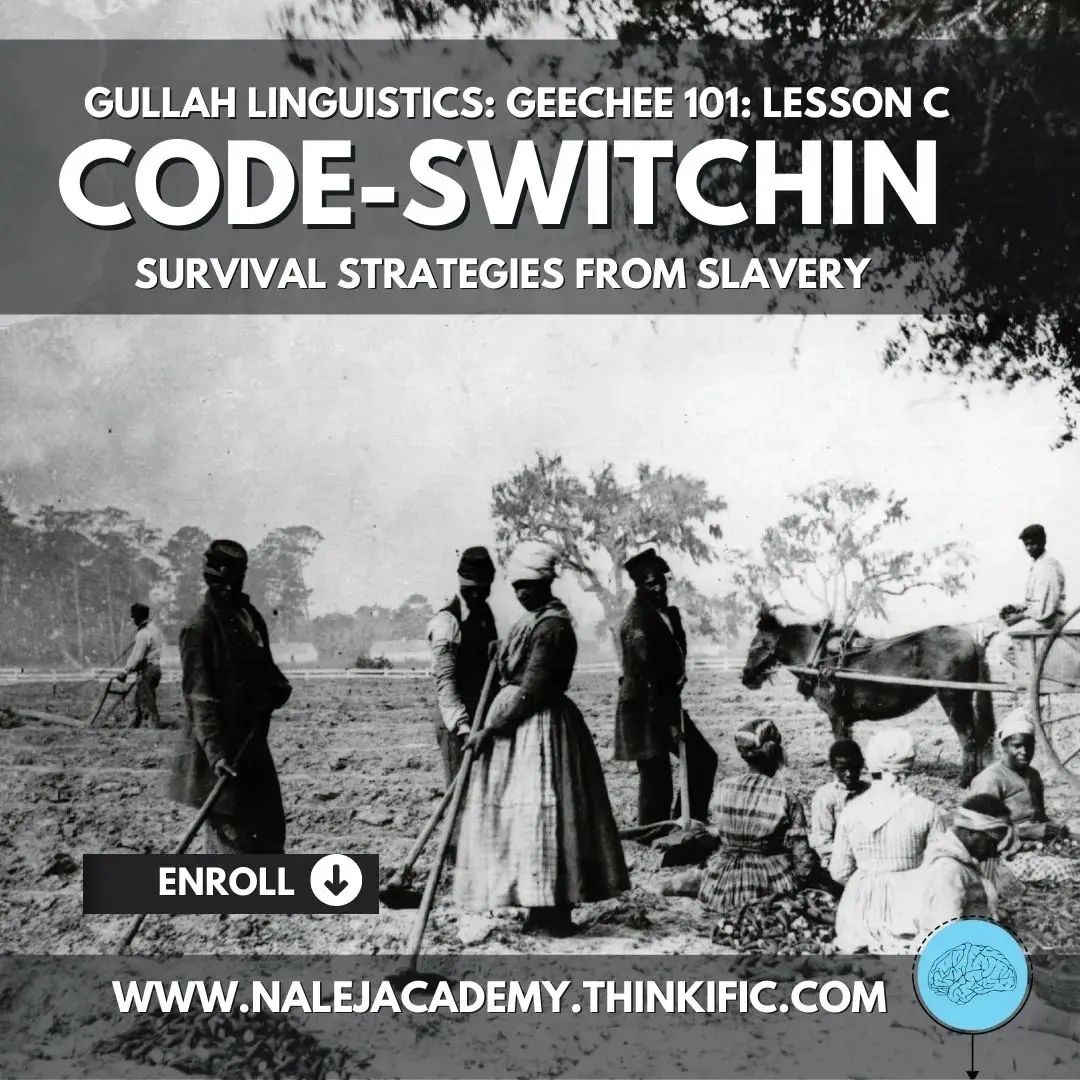 GULLAH LINGUISTICS: GEECHEE 101: LESSON C
CODE-SWITCHIN
SURVIVAL STRATEGIES FROM SLAVERY
ENROLL
WWW.NALEJACADEMY.THINKIFIC.COM